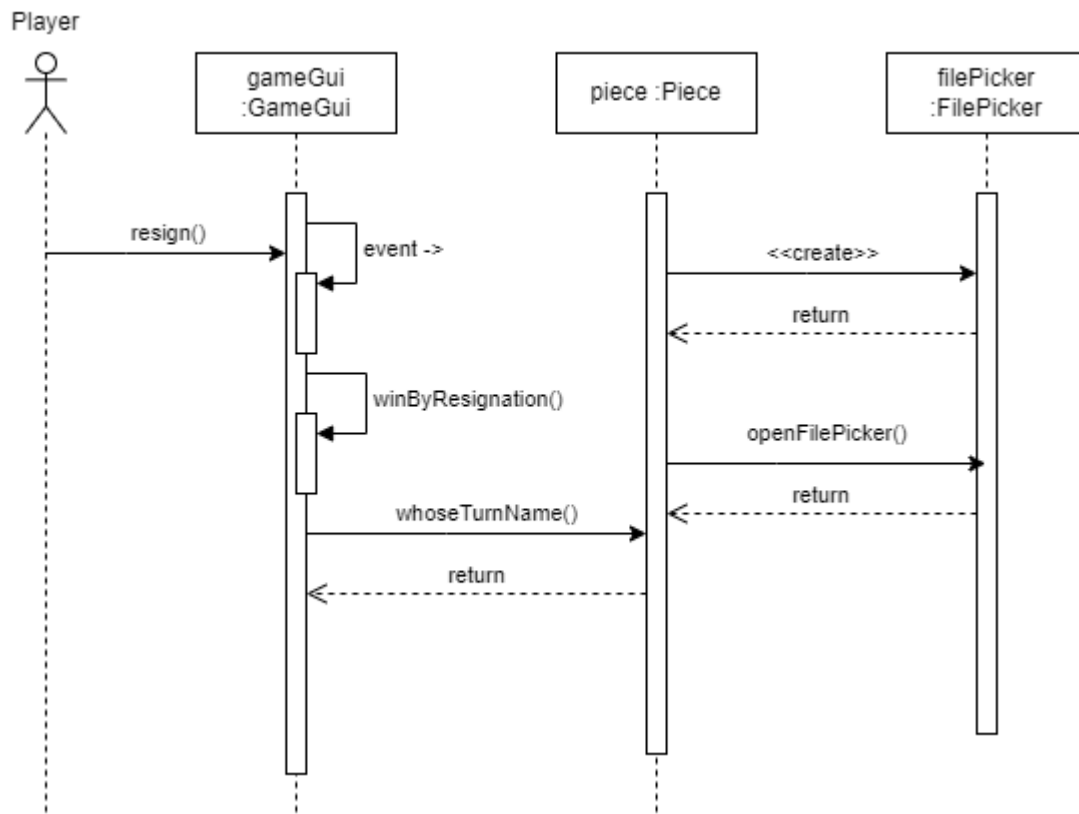 Player
gameGui
:GameGui
piece :Piece
filePicker
:FilePicker
resign()
event ->
<<create>>
return
winByResignation()
openFilePicker()
return
whoseTurnName()
return